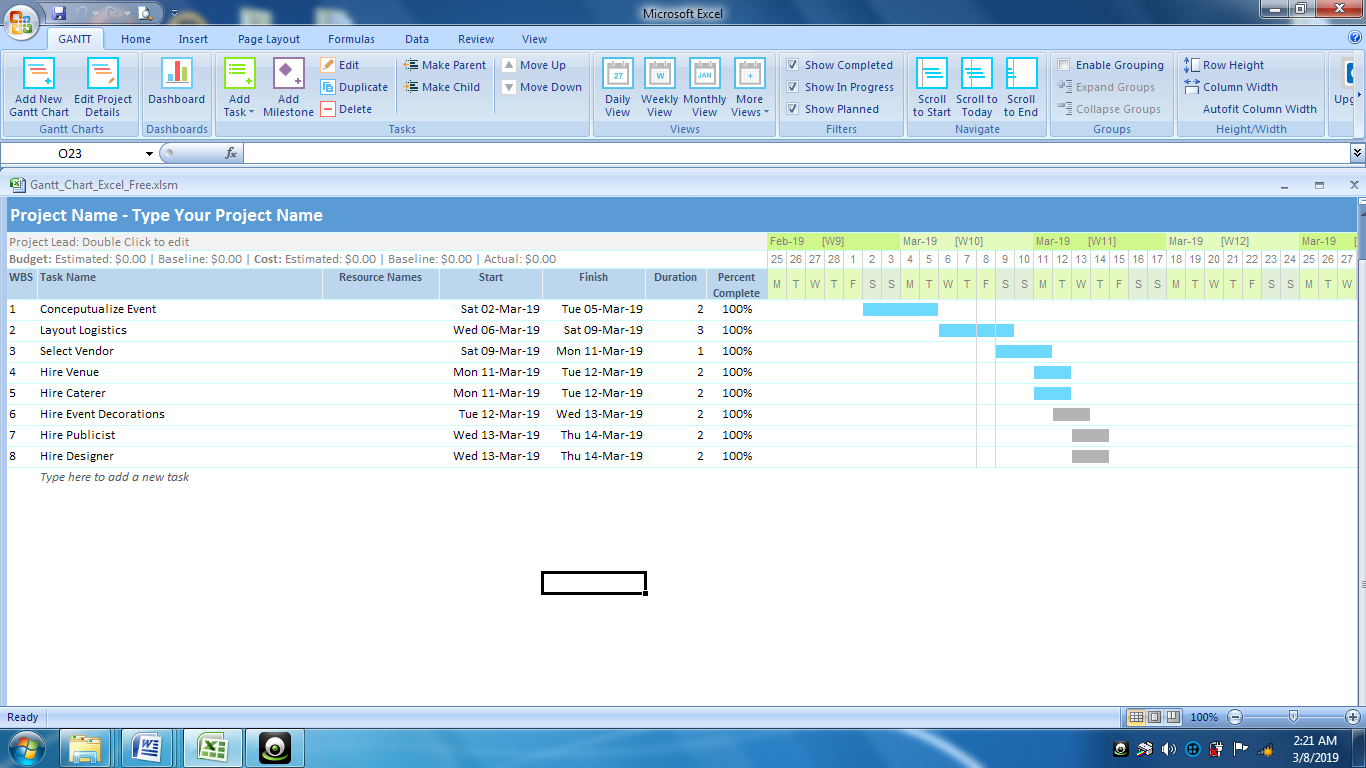 Microsoft Excel
GANTT Home Insert Page Layout Formulas Data Review View
Add New Gantt Chart
Edit Project Details
Gantt Charts
Dashboard
Dashboards
Add Task
Add Milestone
Edit
Duplicate
Delete
Make Parent
Make Child
Move Up
Move Down
Tasks
27
Daily View
W
Weekly View
JAN
Monthly View
+
More Views
Views
Show Completed
Show In Progress
Show Planned
Filters
Scroll to Start
Scroll to Today
Scroll to End
Navigate
Enable Grouping
Expand Groups
Collapse Groups
Groups
Row Height
Column Width
Autofit Column Width
Height/Width
Upg
O23 fx
Gantt_Chart_Excel_Free.xlsm
Project Name - Type Your Project Name
Project Lead: Double Click to edit Feb-19 [W9] Mar-19 [W10] Mar-19 [W11] Mar-19 [W12] Mar-19 [
Budget: Estimated: $0.00 | Baseline: $0.00 | Cost: Estimated: $0.00 | Baseline: $0.00 | Actual: $0.00 25 26 27 28 1 2 3 4 5 6 7 8 9 10 11 12 13 14 15 16 17 18 19 20 21 22 23 24 25 26 27
WBS Task Name Resource Names Start Finish Duration Percent Complete M T W T F S S M T W T F S S M T W T F S S M T W T F S S M T W
1 Conceputualize Event Sat 02-Mar-19 Tue 05-Mar-19 2 100%
2 Layout Logistics Wed 06-Mar-19 Sat 09-Mar-19 3 100%
3 Select Vendor Sat 09-Mar-19 Mon 11-Mar-19 1 100%
4 Hire Venue Mon 11-Mar-19 Tue 12-Mar-19 2 100%
5 Hire Caterer Mon 11-Mar-19 Tue 12-Mar-19 2 100%
6 Hire Event Decorations Tue 12-Mar-19 Wed 13-Mar-19 2 100%
7 Hire Publicist Wed 13-Mar-19 Thu 14-Mar-19 2 100%
8 Hire Designer Wed 13-Mar-19 Thu 14-Mar-19 2 100%
Type here to add a new task
Ready 100%
2:21 AM
3/8/2019